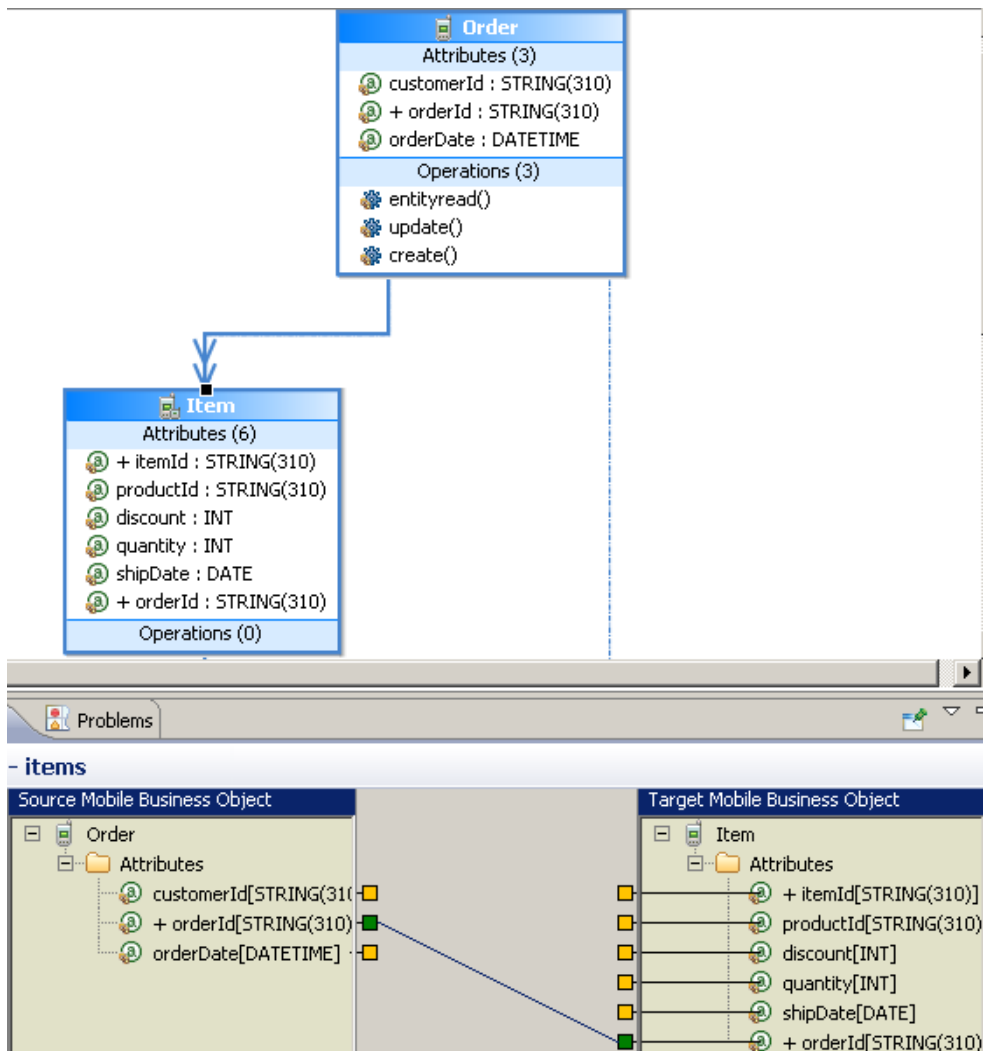 Order
Attributes (3)
customerId : STRING(310)
+ orderId : STRING(310)
orderDate : DATETIME
Operations (3)
entityread()
update()
create()
Item
Attributes (6)
+ itemId : STRING(310)
productId : STRING(310)
discount : INT
quantity : INT
shipDate : DATE
+ orderId : STRING(310)
Operations (0)
Problems
- items
Source Mobile Business Object
Target Mobile Business Object
Order
Attributes
customerId[STRING(31(
+ orderId[STRING(310)
orderDate[DATETIME]
Item
Attributes
+ itemId[STRING(310)]
productId[STRING(310)
discount[INT]
quantity[INT]
shipDate[DATE]
+ orderId[STRING(310)